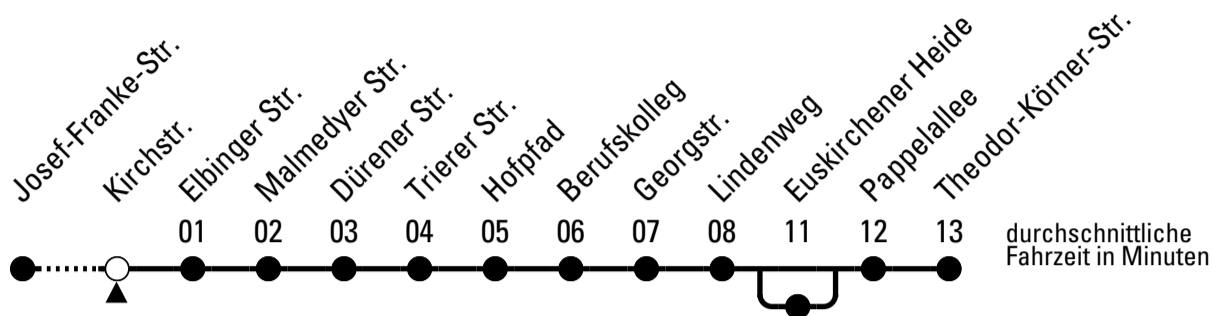 Josef-Franke-Str.
Kirchstr.
Elbinger Str.
Malmedyer Str.
Dürener Str.
Trierer Str.
Hofpfad
Berufskolleg
Georgstr.
Lindenweg
Euskirchener Heide
Pappelallee
Theodor-Körner-Str.
01 02 03 04 05 06 07 08 11 12 13
durchschnittliche
Fahrzeit in Minuten